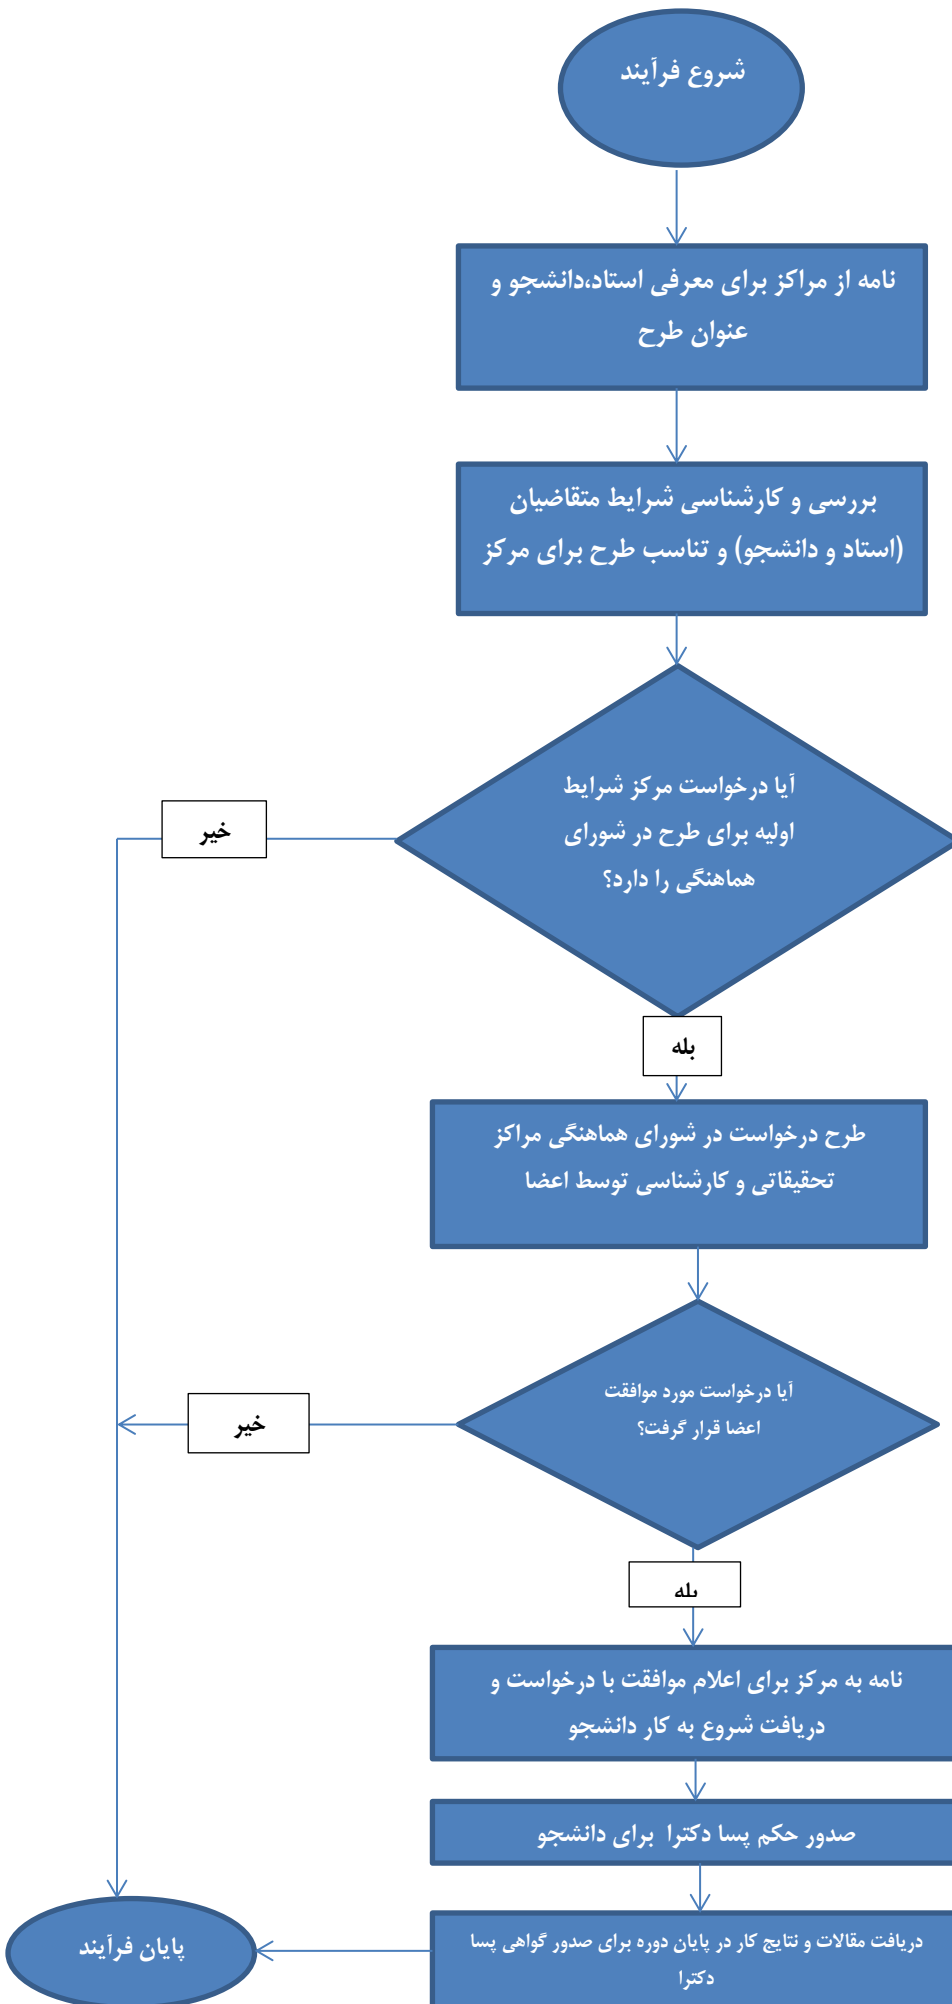 شروع فرآیند
نامه از مراکز برای معرفی استاد،دانشجو و
عنوان طرح
بررسی و کارشناسی شرایط متقاضیان
(استاد و دانشجو) و تناسب طرح برای مرکز
آیا درخواست مرکز شرایط
اولیه برای طرح در شورای
هماهنگی را دارد؟
خیر
بله
طرح درخواست در شورای هماهنگی مراکز
تحقیقاتی و کارشناسی توسط اعضا
آیا درخواست مورد موافقت
اعضا قرار گرفت؟
خیر
بله
نامه به مرکز برای اعلام موافقت با درخواست و
دریافت شروع به کار دانشجو
صدور حکم پسا دکترا برای دانشجو
دریافت مقالات و نتایج کار در پایان دوره برای صدور گواهی پسا
دکترا
پایان فرآیند